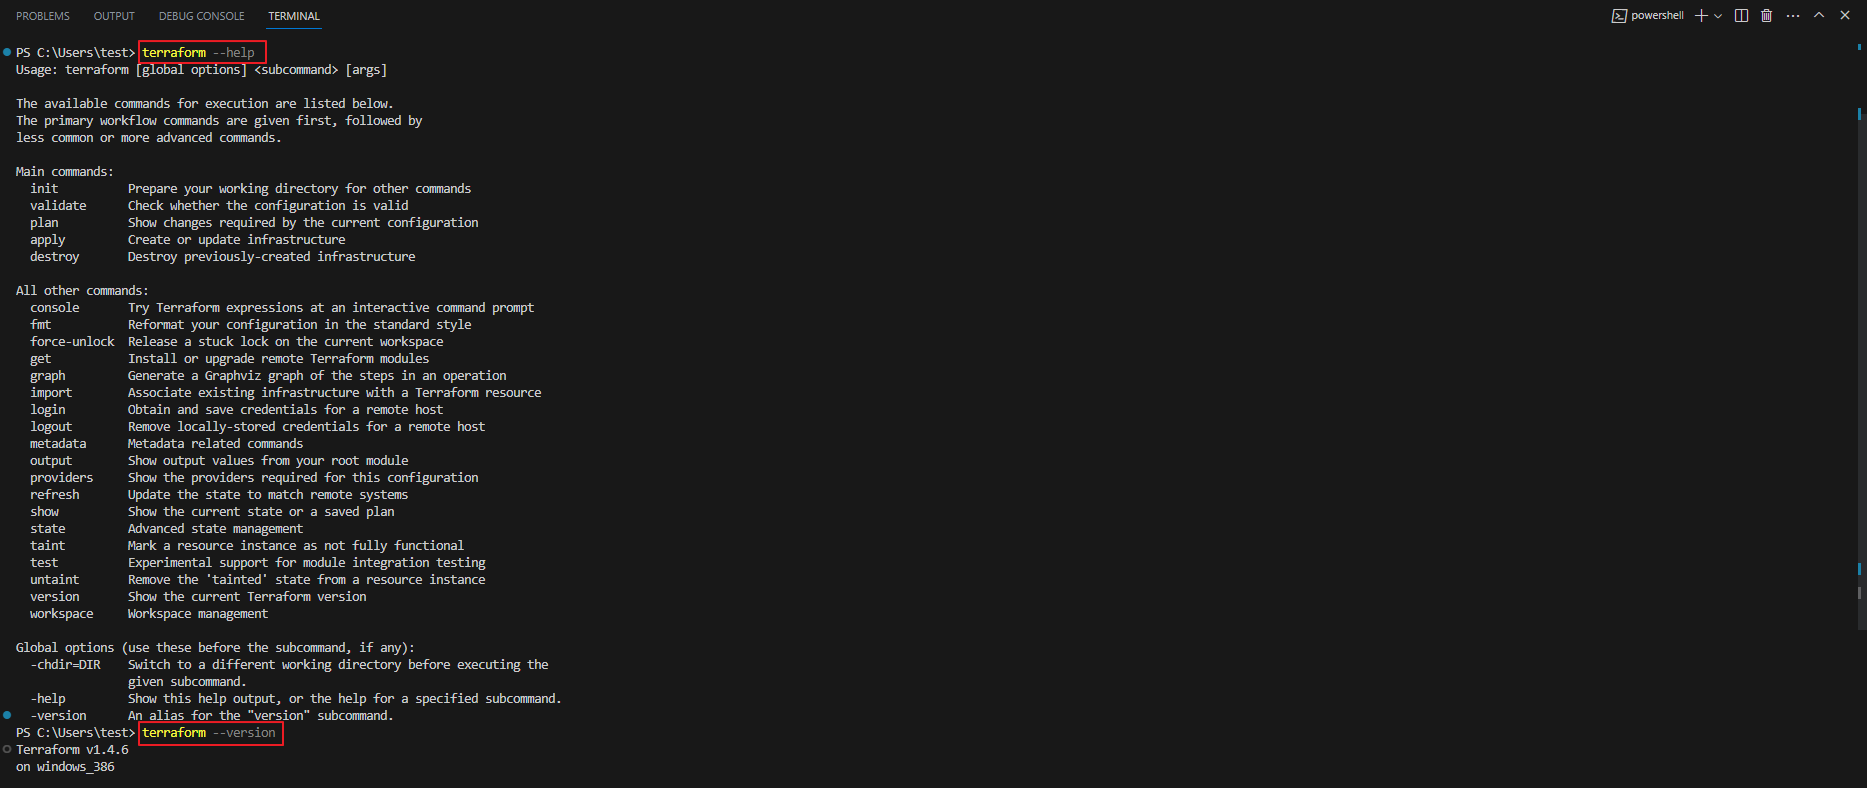 PROBLEMS OUTPUT DEBUG CONSOLE TERMINAL powershell
PS C:\Users\test> terraform --help
Usage: terraform [global options] <subcommand> [args]
The available commands for execution are listed below.
The primary workflow commands are given first, followed by
less common or more advanced commands.
Main commands:
init Prepare your working directory for other commands
validate Check whether the configuration is valid
plan Show changes required by the current configuration
apply Create or update infrastructure
destroy Destroy previously-created infrastructure
All other commands:
console Try Terraform expressions at an interactive command prompt
fmt Reformat your configuration in the standard style
force-unlock Release a stuck lock on the current workspace
get Install or upgrade remote Terraform modules
graph Generate a Graphviz graph of the steps in an operation
import Associate existing infrastructure with a Terraform resource
login Obtain and save credentials for a remote host
logout Remove locally-stored credentials for a remote host
metadata Metadata related commands
output Show output values from your root module
providers Show the providers required for this configuration
refresh Update the state to match remote systems
show Show the current state or a saved plan
state Advanced state management
taint Mark a resource instance as not fully functional
test Experimental support for module integration testing
untaint Remove the 'tainted' state from a resource instance
version Show the current Terraform version
workspace Workspace management
Global options (use these before the subcommand, if any):
-chdir=DIR Switch to a different working directory before executing the
given subcommand.
-help Show this help output, or the help for a specified subcommand.
-version An alias for the "version" subcommand.
PS C:\Users\test> terraform --version
Terraform v1.4.6
on windows_386